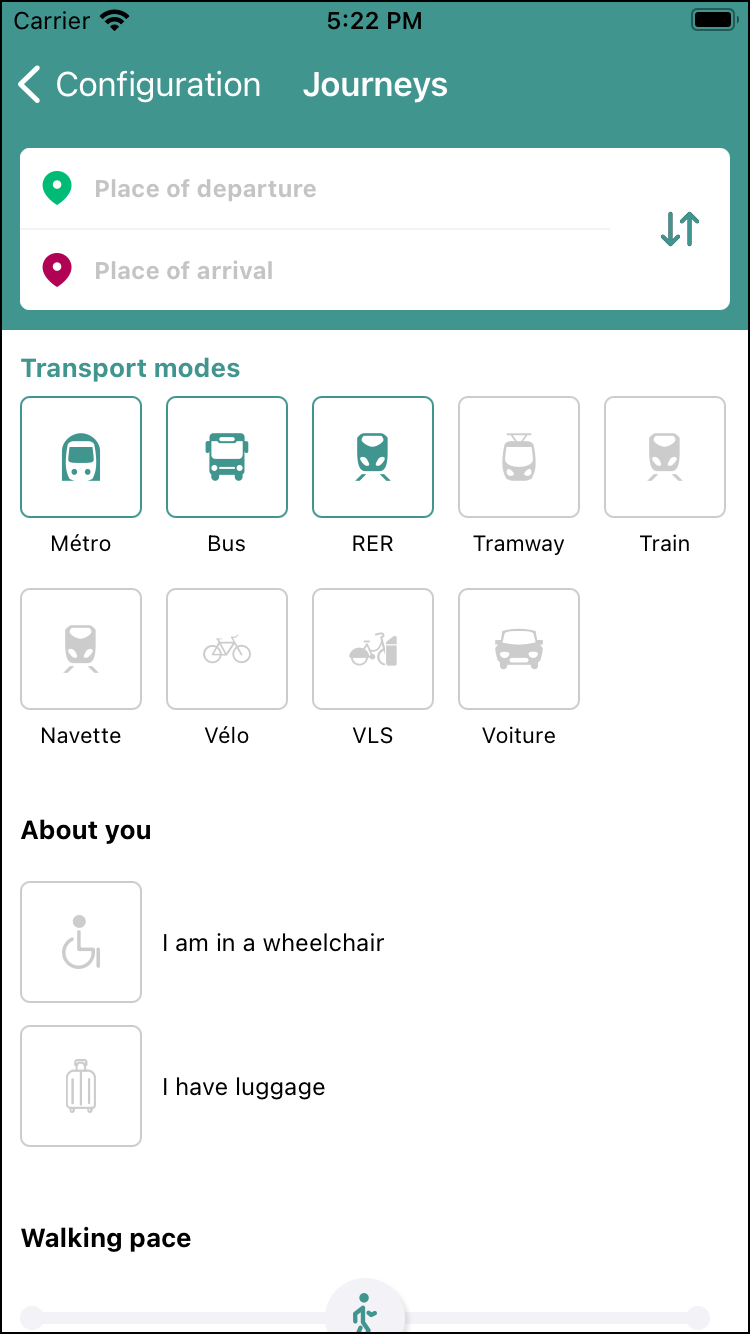 Carrier 5:22 PM
Configuration Journeys
Place of departure
Place of arrival
Transport modes
Métro Bus RER Tramway Train
Navette Vélo VLS Voiture
About you
I am in a wheelchair
I have luggage
Walking pace